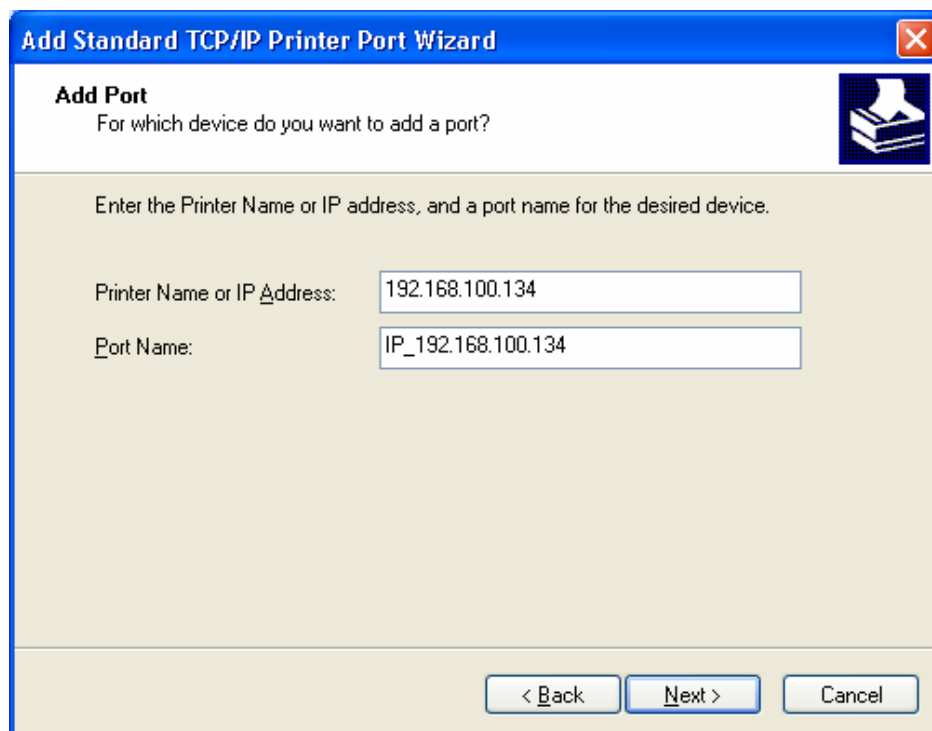 Add Standard TCP/IP Printer Port Wizard
Add Port
For which device do you want to add a port?
Enter the Printer Name or IP address, and a port name for the desired device.
Printer Name or IP Address: 192.168.100.134
Port Name: IP_192.168.100.134
< Back Next > Cancel